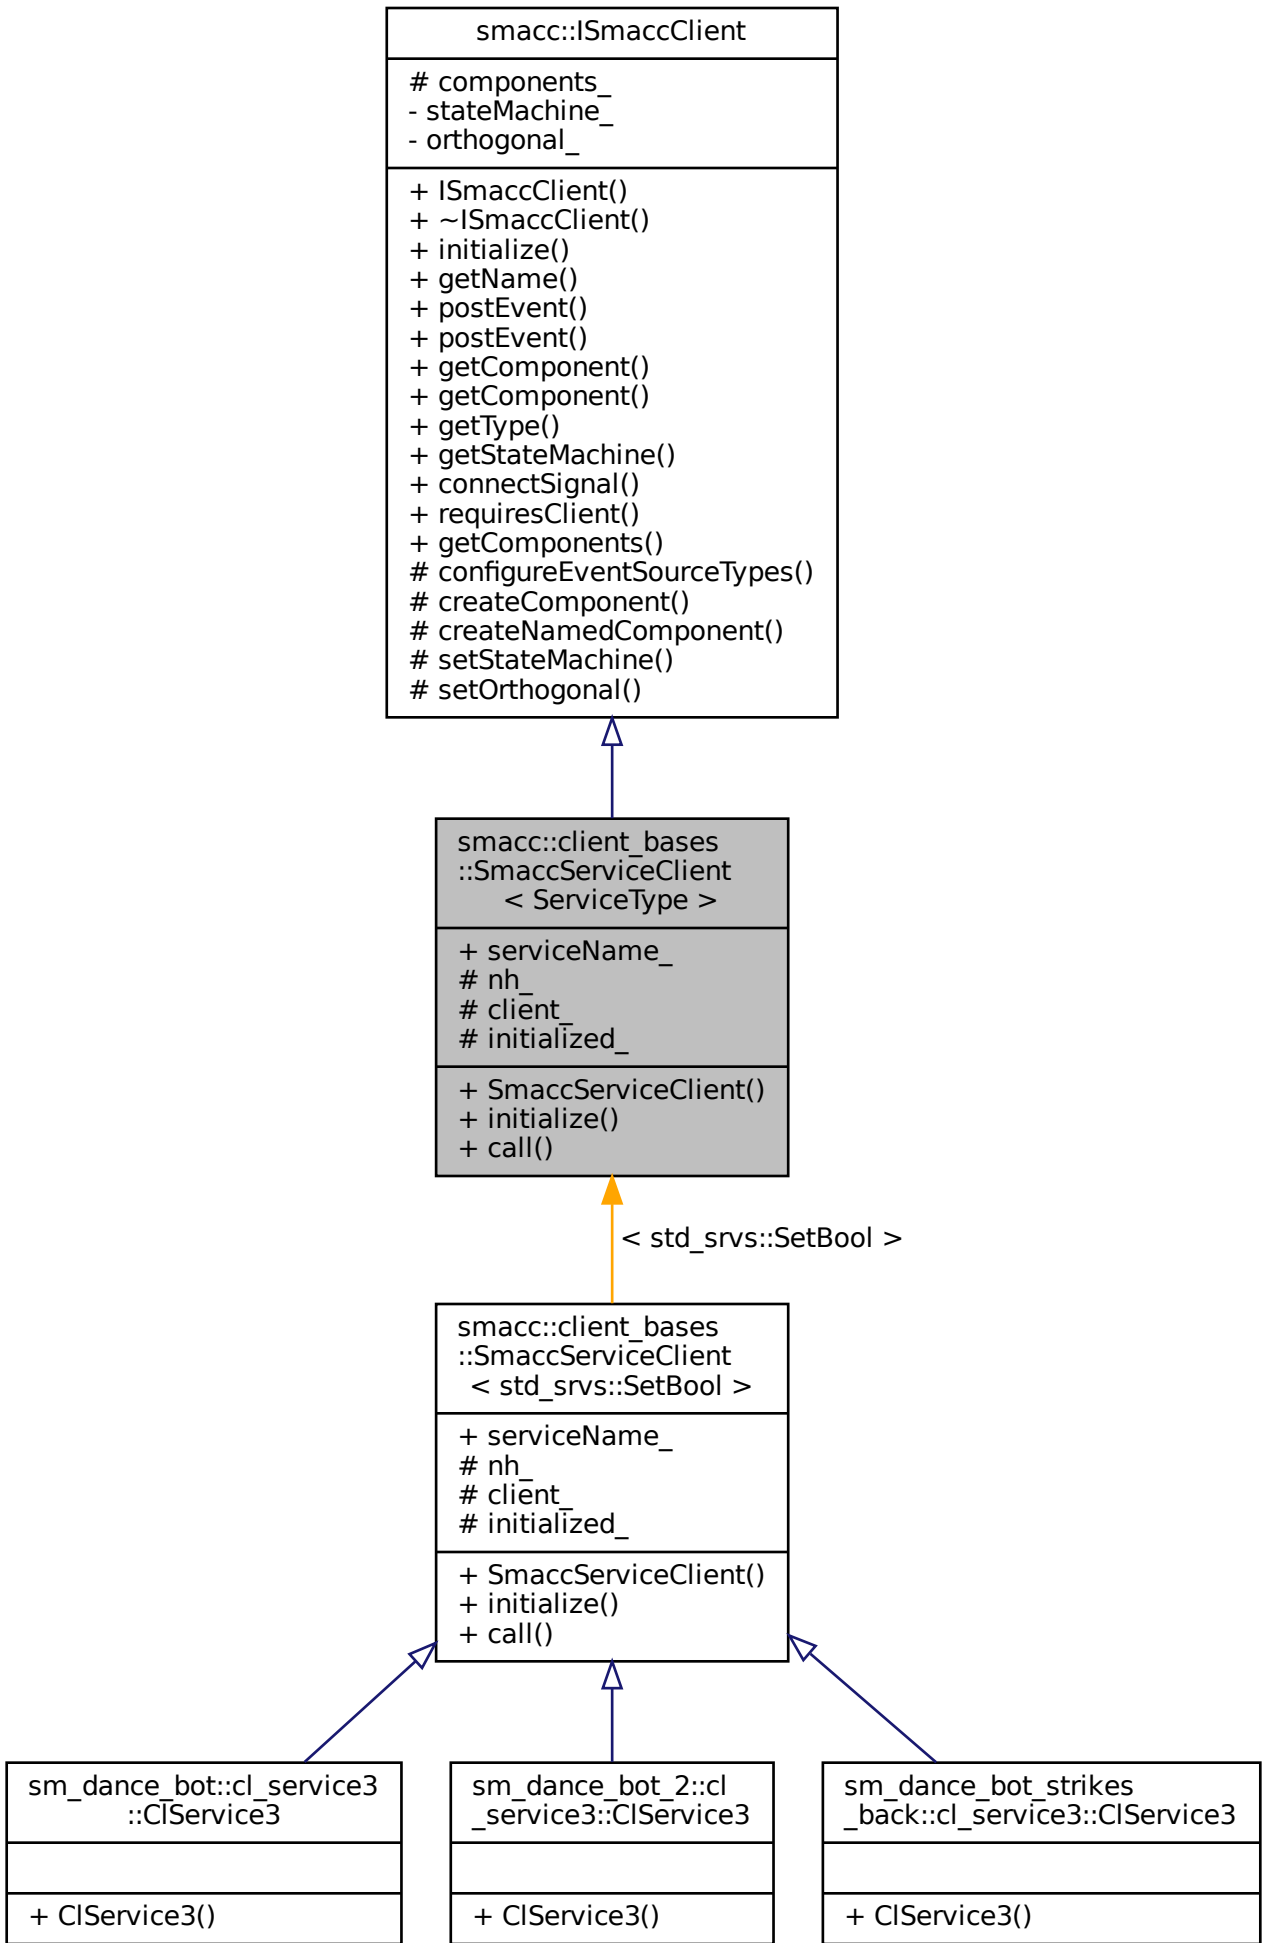 smacc::ISmaccClient
# components_
- stateMachine_
- orthogonal_
+ ISmaccClient()
+ ~ISmaccClient()
+ initialize()
+ getName()
+ postEvent()
+ postEvent()
+ getComponent()
+ getComponent()
+ getType()
+ getStateMachine()
+ connectSignal()
+ requiresClient()
+ getComponents()
# configureEventSourceTypes()
# createComponent()
# createNamedComponent()
# setStateMachine()
# setOrthogonal()
smacc::client_bases
::SmaccServiceClient
< ServiceType >
+ serviceName_
# nh_
# client_
# initialized_
+ SmaccServiceClient()
+ initialize()
+ call()
< std_srvs::SetBool >
smacc::client_bases
::SmaccServiceClient
< std_srvs::SetBool >
+ serviceName_
# nh_
# client_
# initialized_
+ SmaccServiceClient()
+ initialize()
+ call()
sm_dance_bot::cl_service3
::ClService3
+ ClService3()
sm_dance_bot_2::cl
_service3::ClService3
+ ClService3()
sm_dance_bot_strikes
_back::cl_service3::ClService3
+ ClService3()